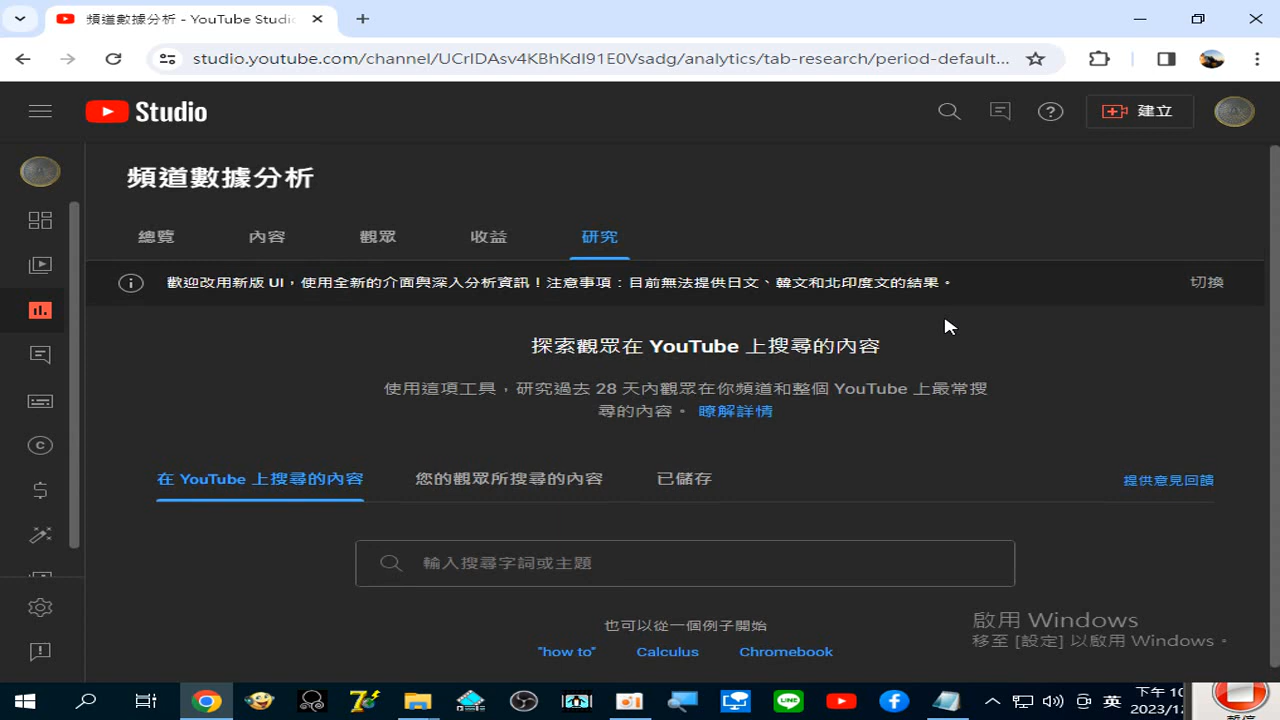 頻道數據分析 - YouTube Studio
studio.youtube.com/channel/UCrIDAsx4KBhKdI91E0Vsadg/analytics/tab-research/period-default...
Studio
建立
頻道數據分析
總覽
內容
觀眾
收益
研究
歡迎改用新版 UI，使用全新的介面與深入分析資訊！注意事項：目前無法提供日文、韓文和北印度文的結果。
切換
探索觀眾在 YouTube 上搜尋的內容
使用這項工具，研究過去 28 天內觀眾在你頻道和整個 YouTube 上最常搜
尋的內容。 瞭解詳情
在 YouTube 上搜尋的內容
您的觀眾所搜尋的內容
已儲存
提供意見回饋
輸入搜尋字詞或主題
也可以從一個例子開始
"how to"
Calculus
Chromebook
啟用 Windows
移至 [設定] 以啟用 Windows。
英
下午 10
2023/12